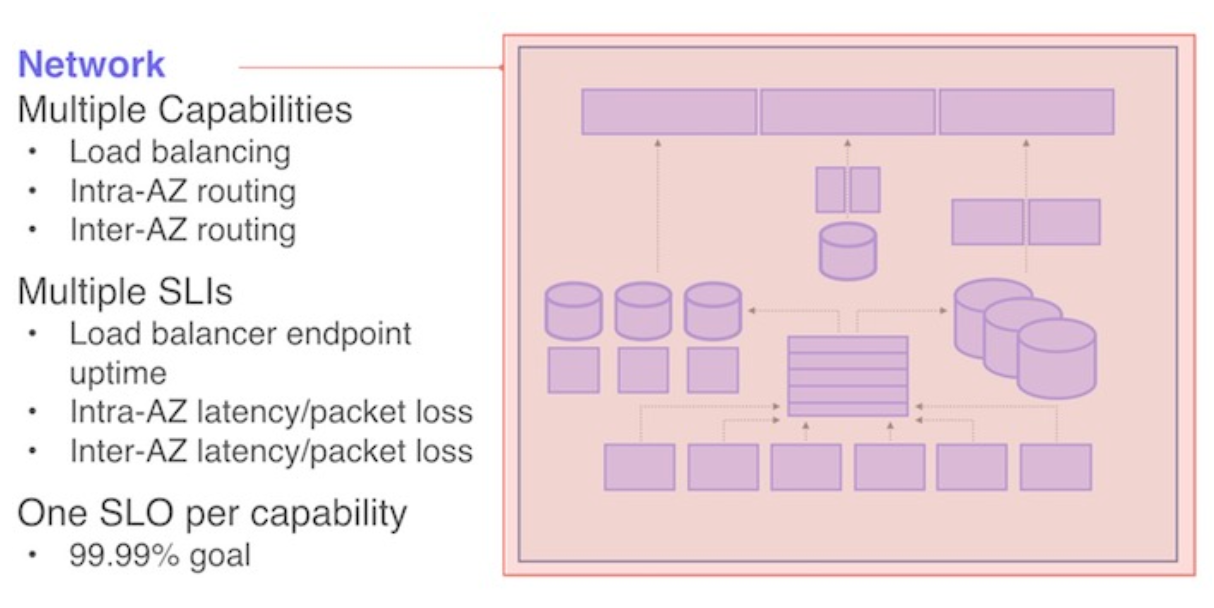 Network
Multiple Capabilities
• Load balancing
• Intra-AZ routing
• Inter-AZ routing
Multiple SLIs
• Load balancer endpoint
uptime
• Intra-AZ latency/packet loss
• Inter-AZ latency/packet loss
One SLO per capability
• 99.99% goal